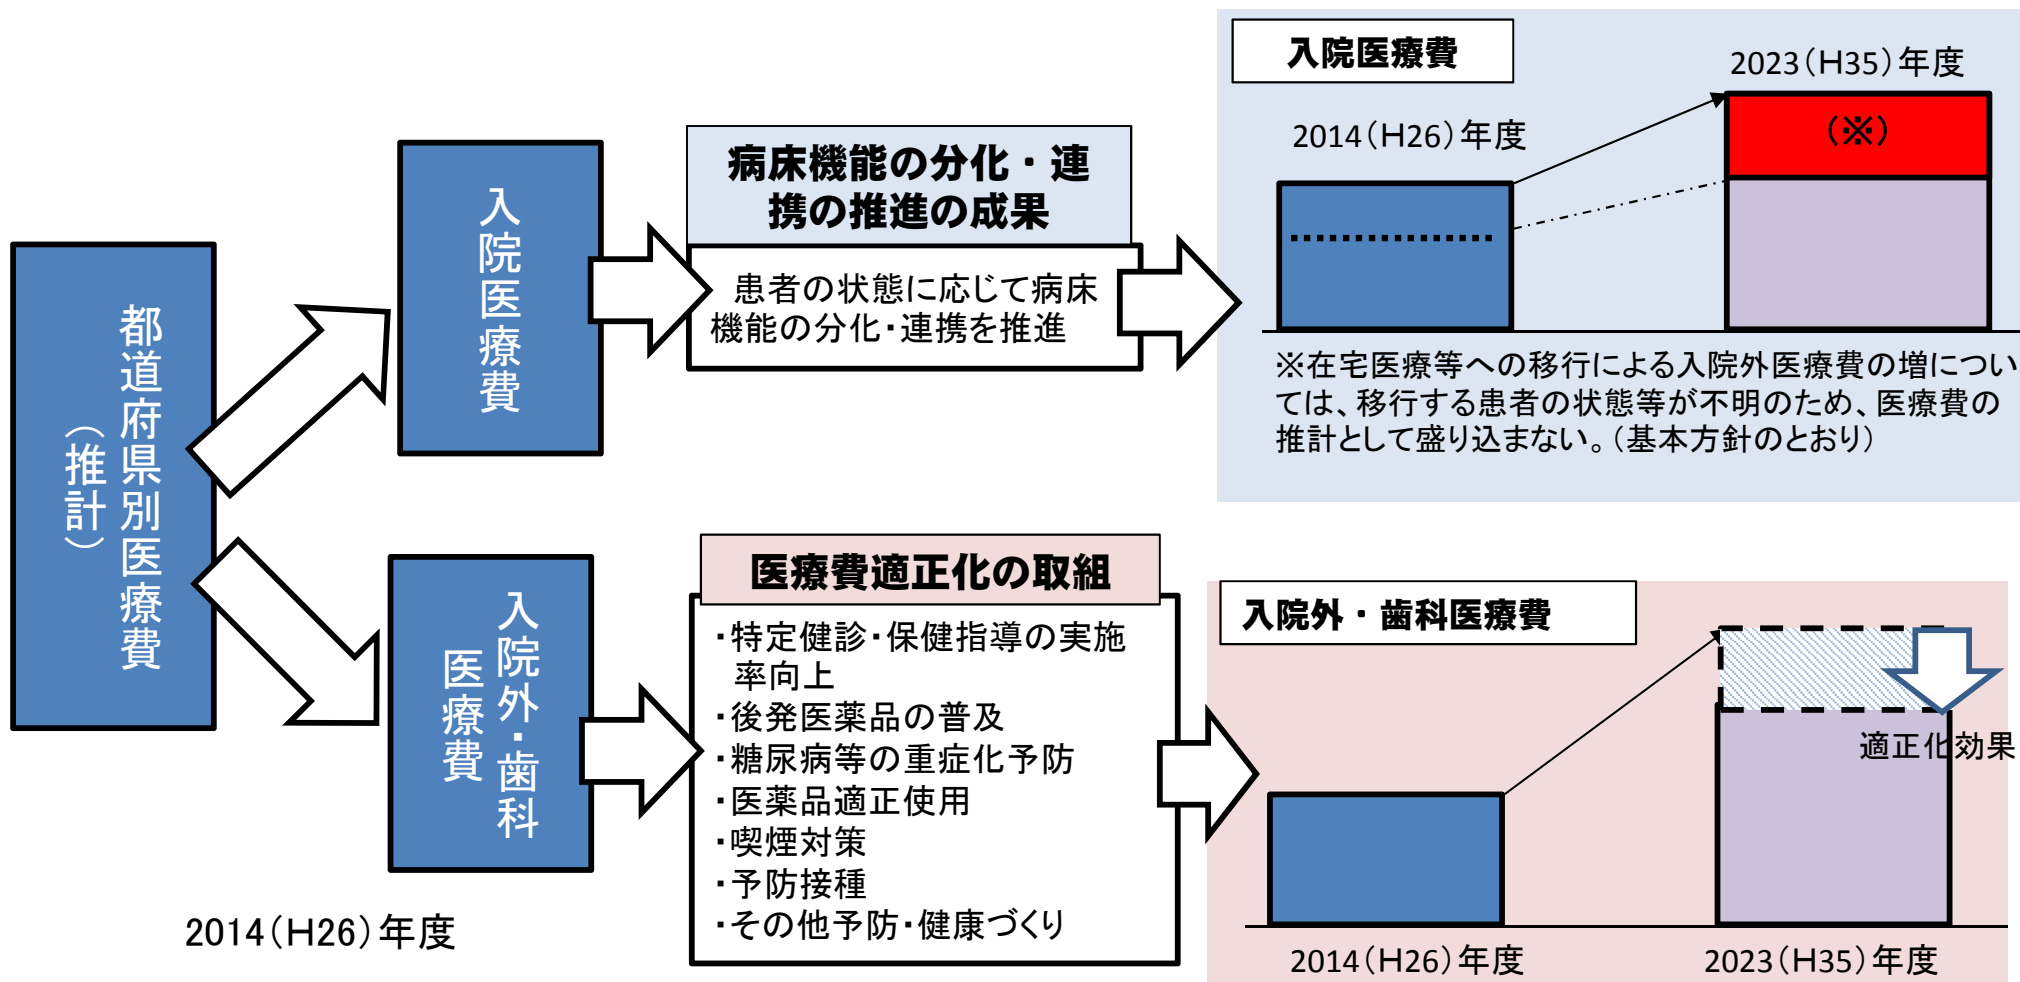 都道府県別医療費
（推計）
入院医療費
病床機能の分化・連
携の推進の成果
患者の状態に応じて病床
機能の分化・連携を推進
入院医療費
2014（H26）年度
2023（H35）年度
（※）
※在宅医療等への移行による入院外医療費の増につい
ては、移行する患者の状態等が不明のため、医療費の
推計として盛り込まない。（基本方針のとおり）
入院外・歯科
医療費
医療費適正化の取組
・特定健診・保健指導の実施
率向上
・後発医薬品の普及
・糖尿病等の重症化予防
・医薬品適正使用
・喫煙対策
・予防接種
・その他予防・健康づくり
入院外・歯科医療費
適正化効果
2014（H26）年度
2023（H35）年度
2014（H26）年度